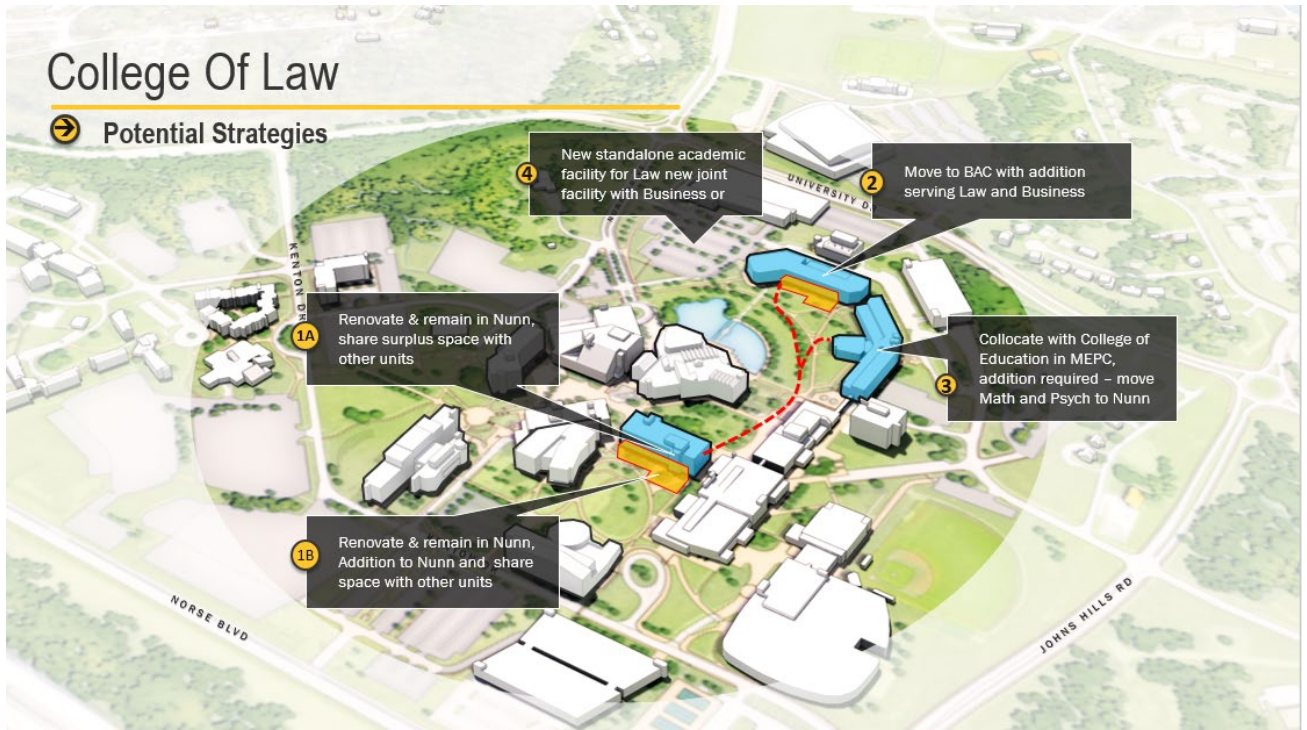 College Of Law
Potential Strategies
4
New standalone academic
facility for Law new joint
facility with Business or
2
Move to BAC with addition
serving Law and Business
UNIVERSITY D
KENTON DR
1A
Renovate & remain in Nunn,
share surplus space with
other units
3
Collocate with College of
Education in MEPC,
addition required – move
Math and Psych to Nunn
1B
Renovate & remain in Nunn,
Addition to Nunn and share
space with other units
NORSE BLVD
JOHNS HILLS RD